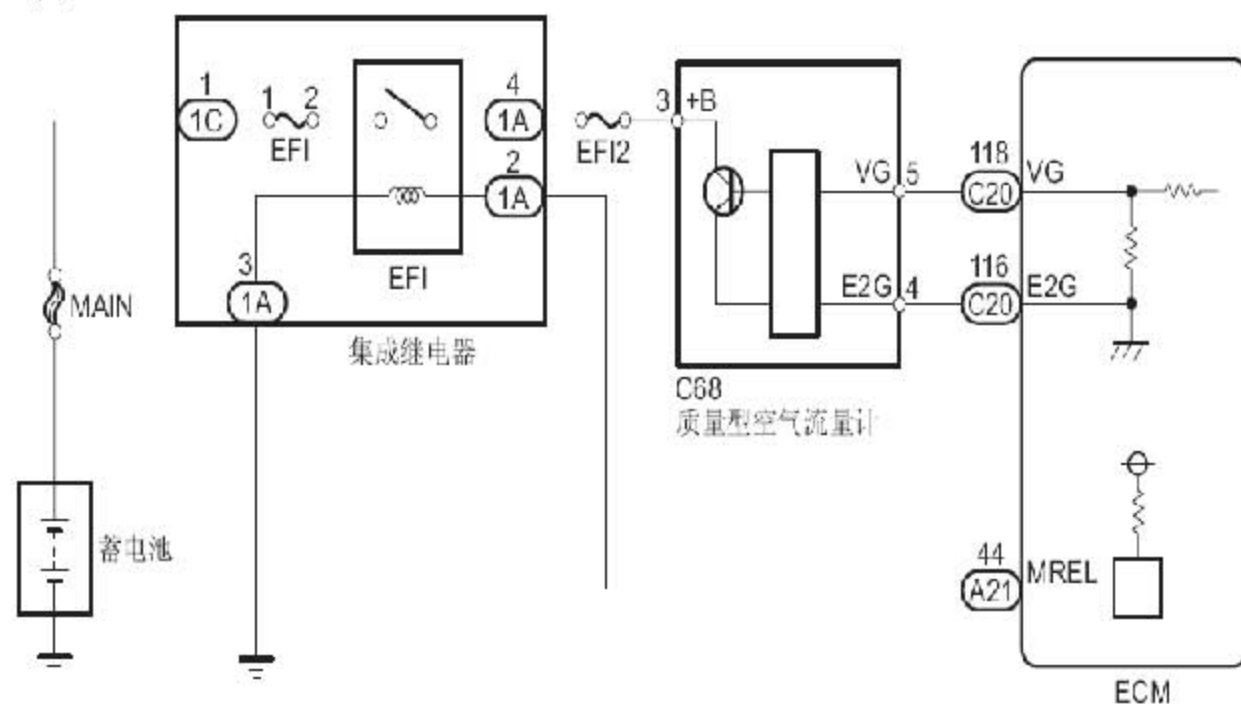 1
1C
1 2
EFI
4
1A
EFI2
3 +B
2
1A
VG 5
118
C20
VG
3
1A
EFI
E2G 4
116
C20
E2G
MAIN
集成继电器
C68
质量型空气流量计
蓄电池
44
A21
MREL
ECM